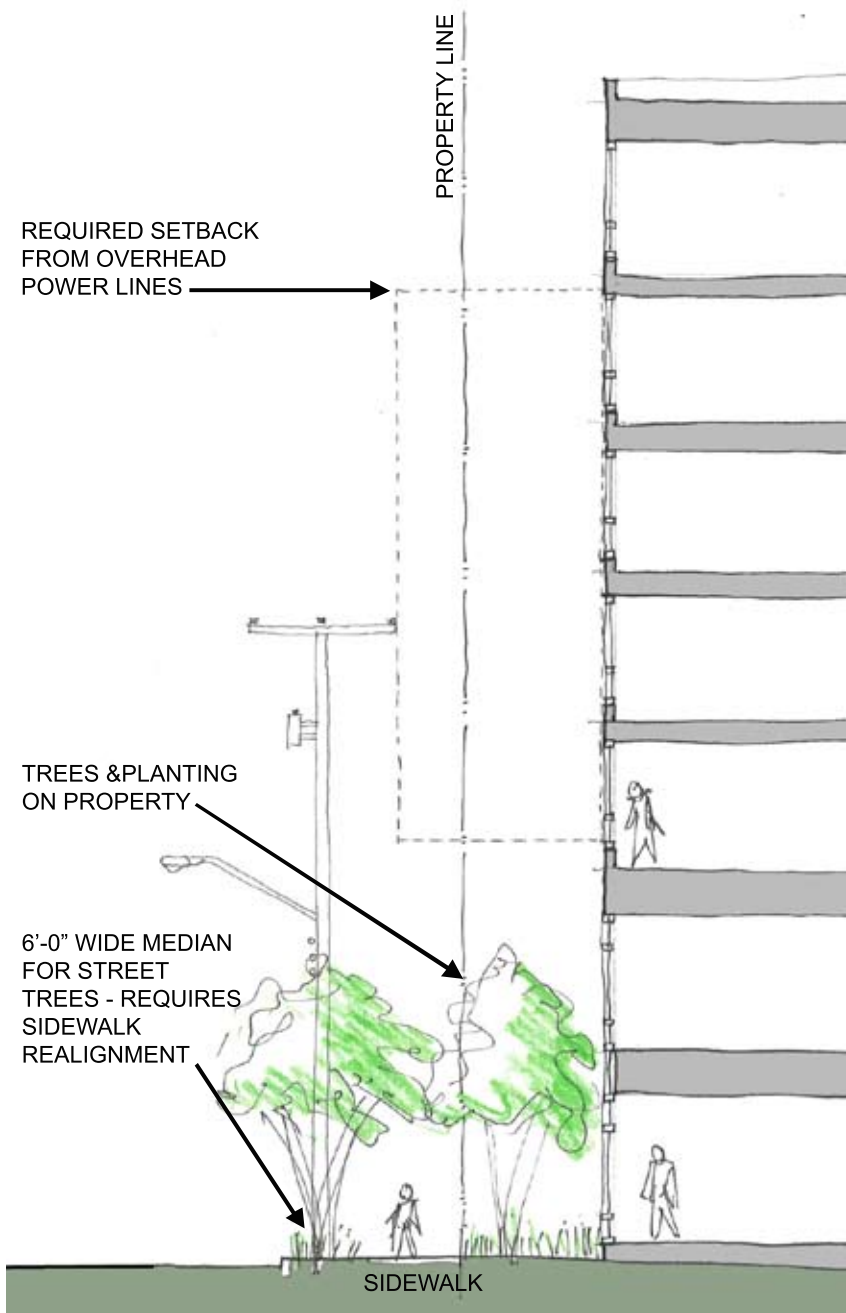 PROPERTY LINE
REQUIRED SETBACK
FROM OVERHEAD
POWER LINES
TREES &PLANTING
ON PROPERTY
6’-0” WIDE MEDIAN
FOR STREET
TREES - REQUIRES
SIDEWALK
REALIGNMENT
SIDEWALK